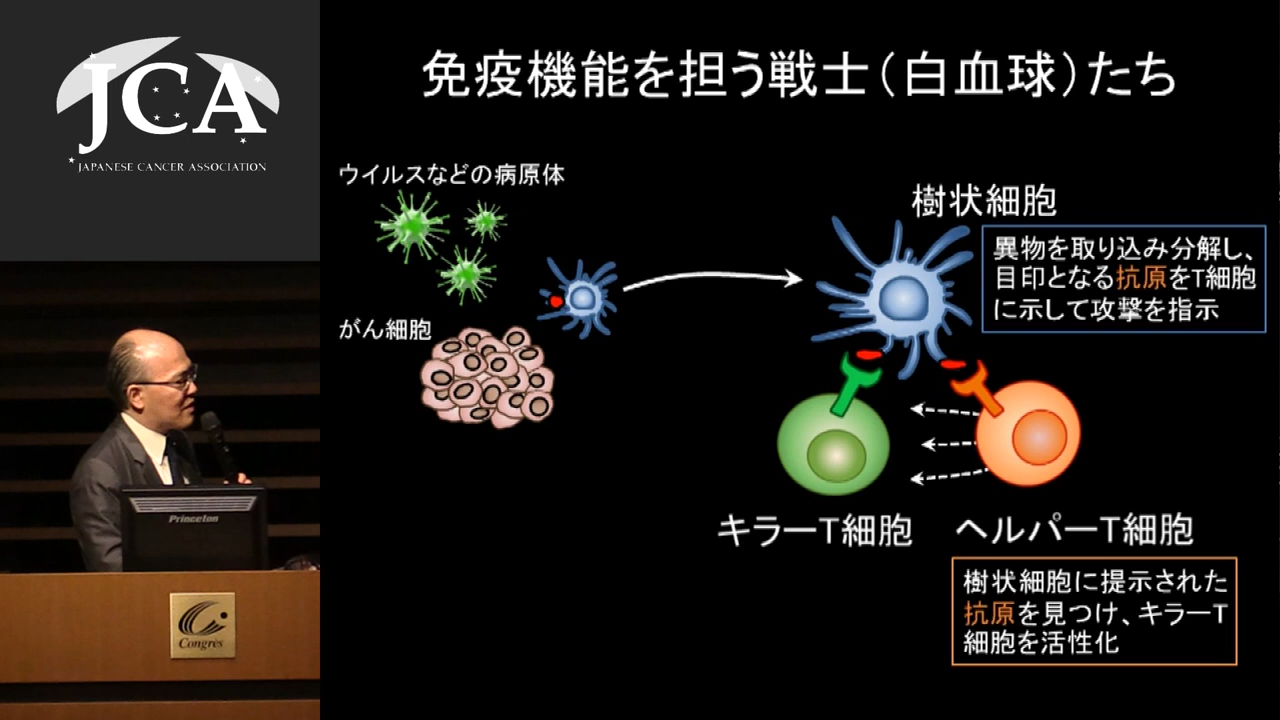 JCA
JAPANESE CANCER ASSOCIATION
免疫機能を担う戦士（白血球）たち
ウイルスなどの病原体
がん細胞
樹状細胞
異物を取り込み分解し、
目印となる抗原をT細胞
に示して攻撃を指示
キラーT細胞
ヘルパーT細胞
樹状細胞に提示された
抗原を見つけ、キラーT
細胞を活性化
Princeton
Congrès